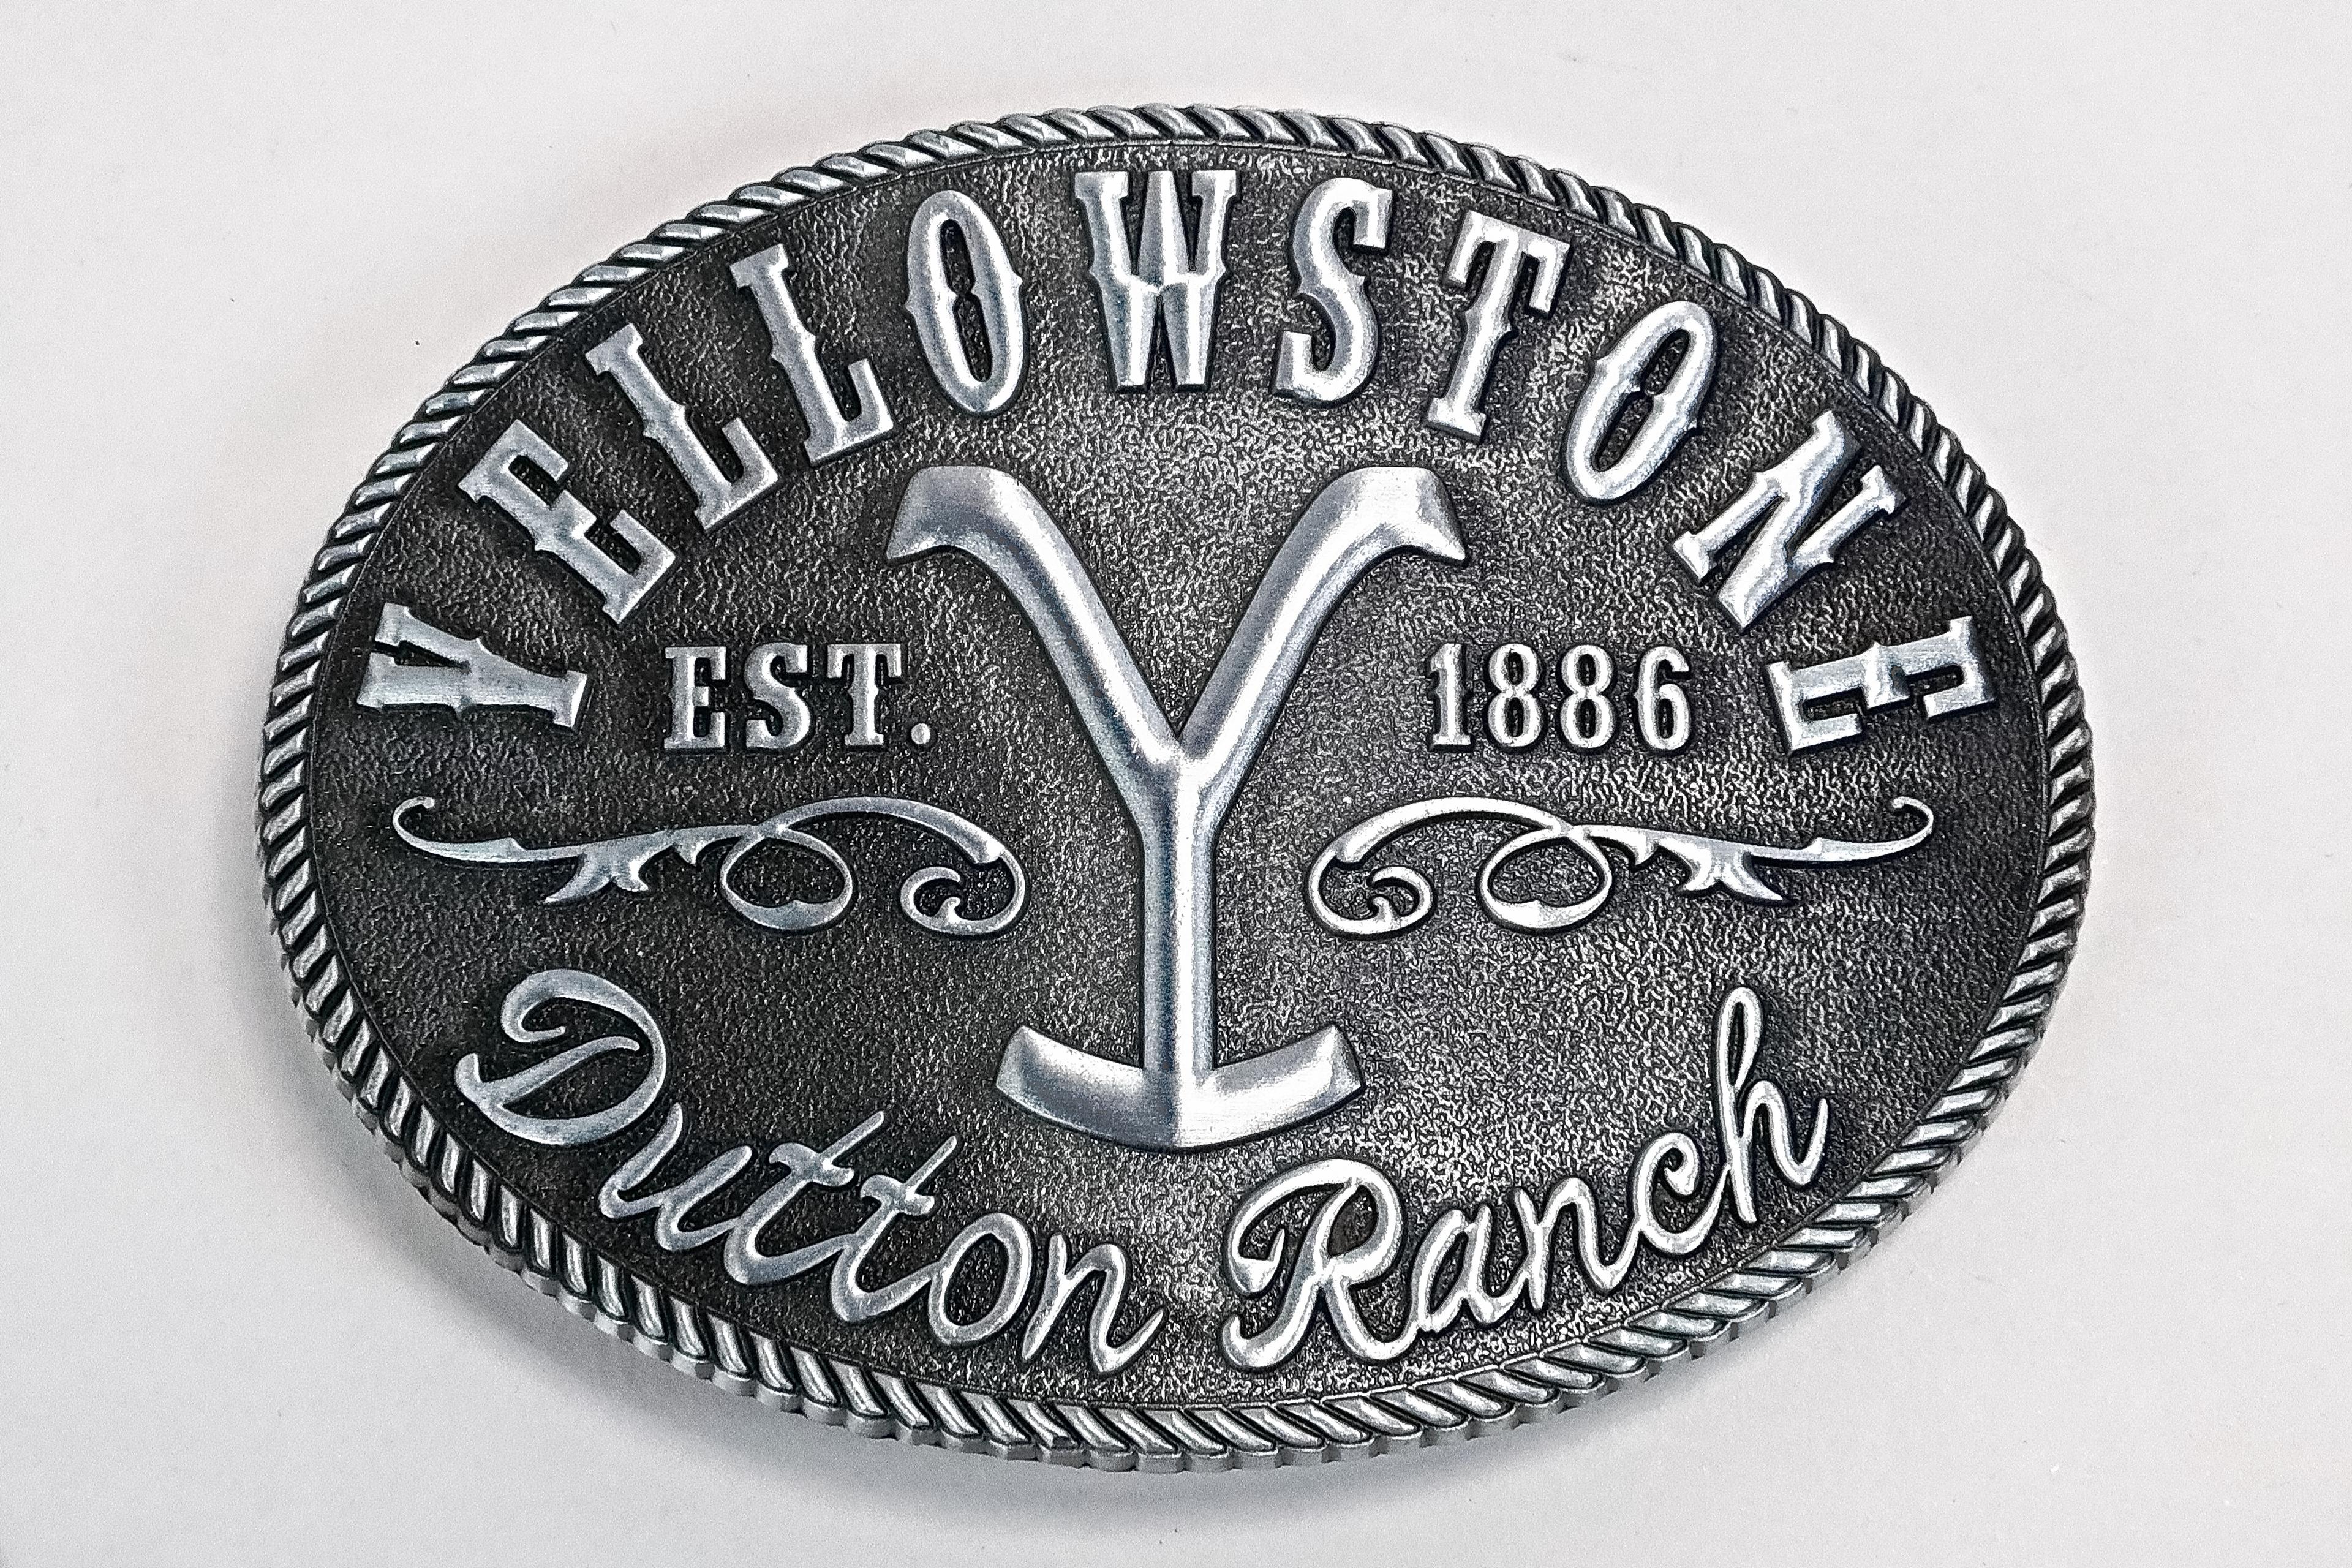 YELLOWSTONE
Y
EST. 1886
Dutton Ranch